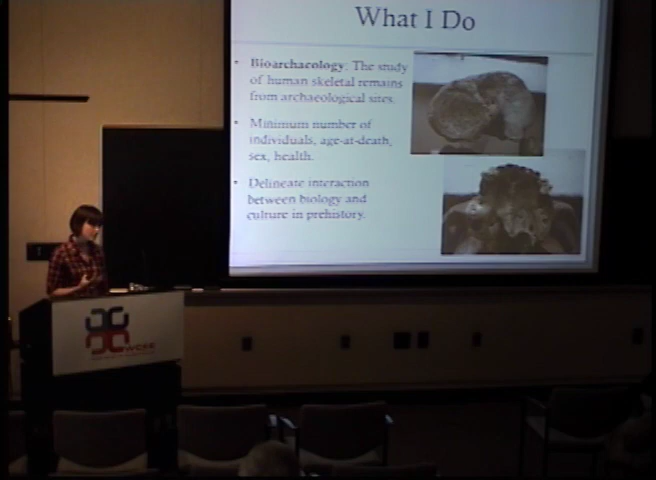 What I Do
• Bioarchaeology: The study
of human skeletal remains
from archaeological sites.
• Minimum number of
individuals, age-at-death,
sex, health.
• Delineate interaction
between biology and
culture in prehistory.